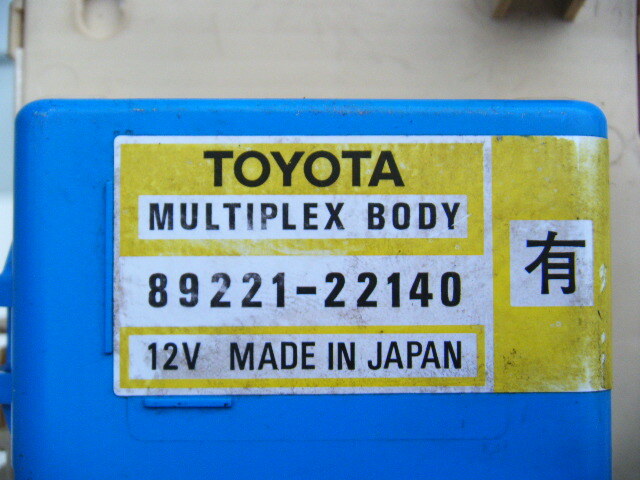 TOYOTA
MULTIPLEX BODY
89221-22140
12V MADE IN JAPAN
有